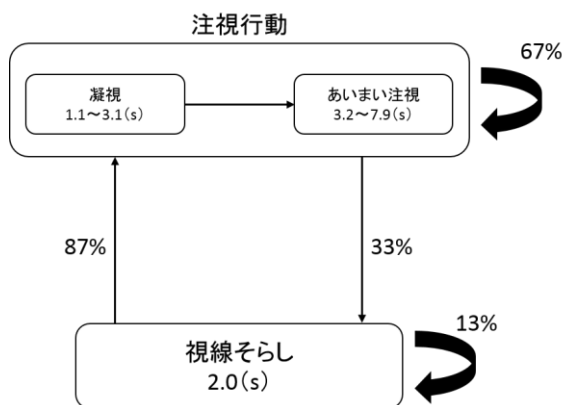 注視行動
67%
凝視
1.1～3.1(s)
あいまい注視
3.2～7.9(s)
87%
33%
視線そらし
2.0(s)
13%